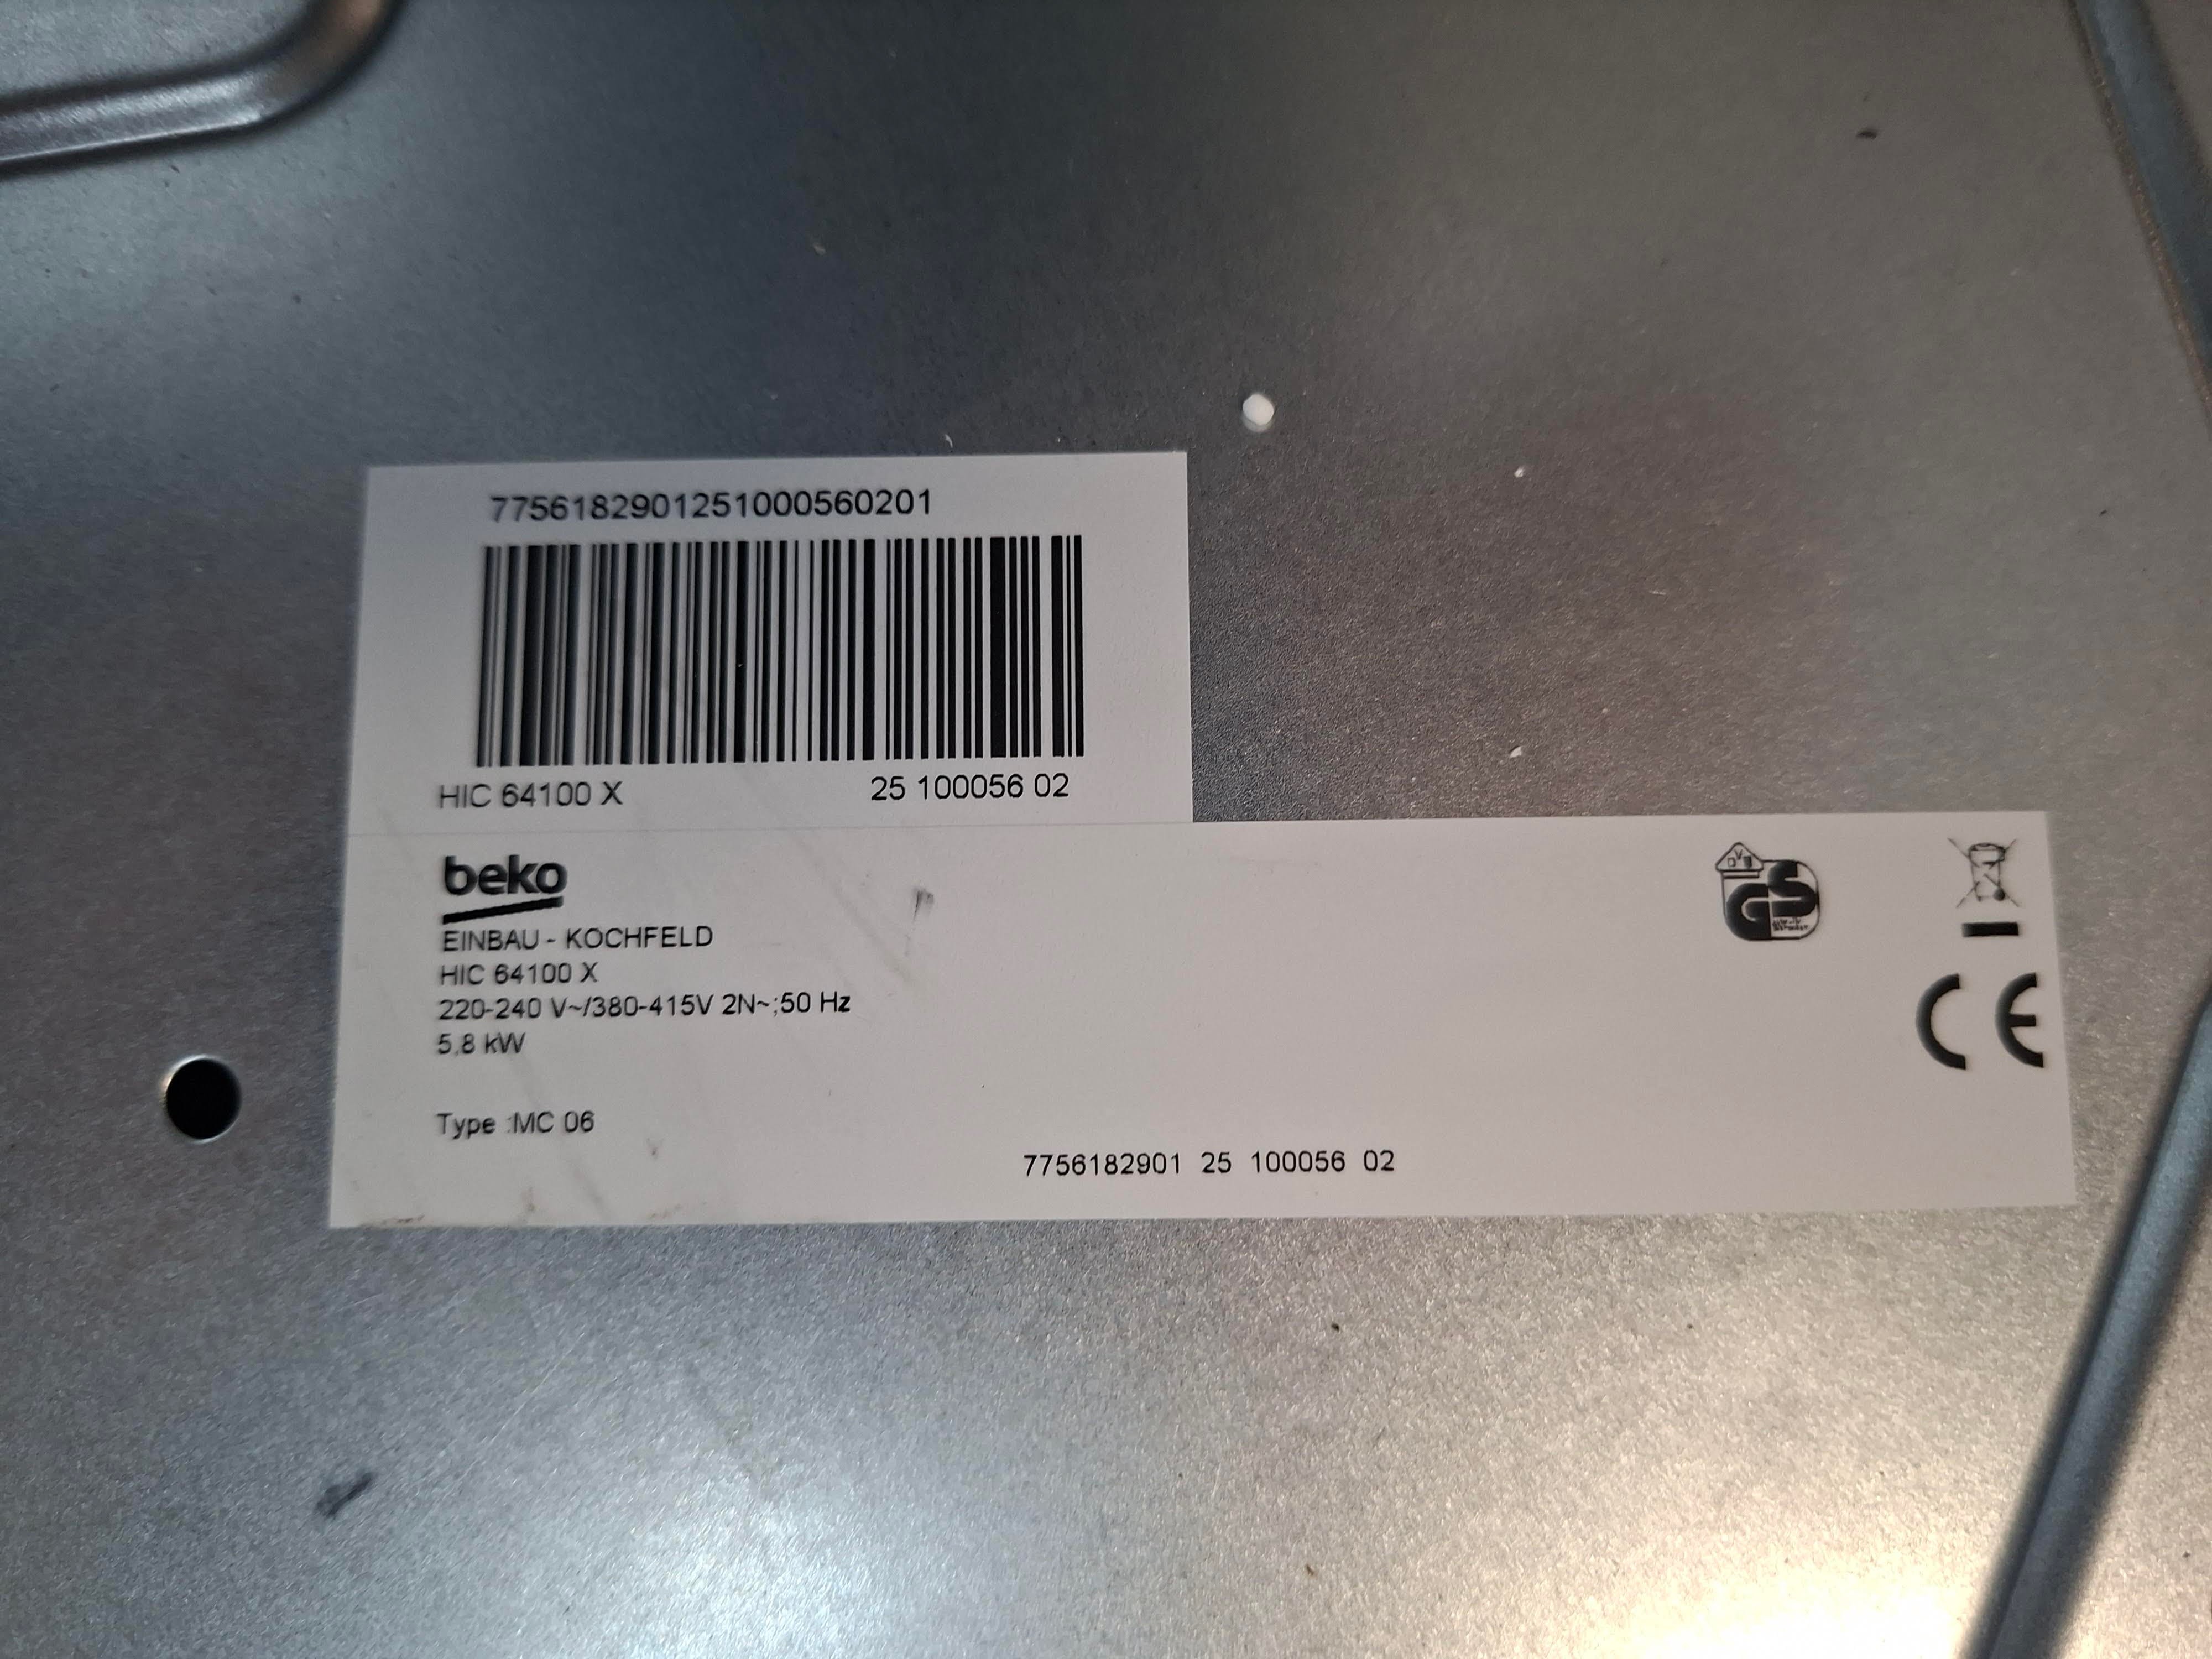 7756182901251000560201
HIC 64100 X 25 100056 02
beko
EINBAU - KOCHFELD
HIC 64100 X
220-240 V~/380-415V 2N~;50 Hz
5,8 kW
Type :MC 06
7756182901 25 100056 02
GS
CE